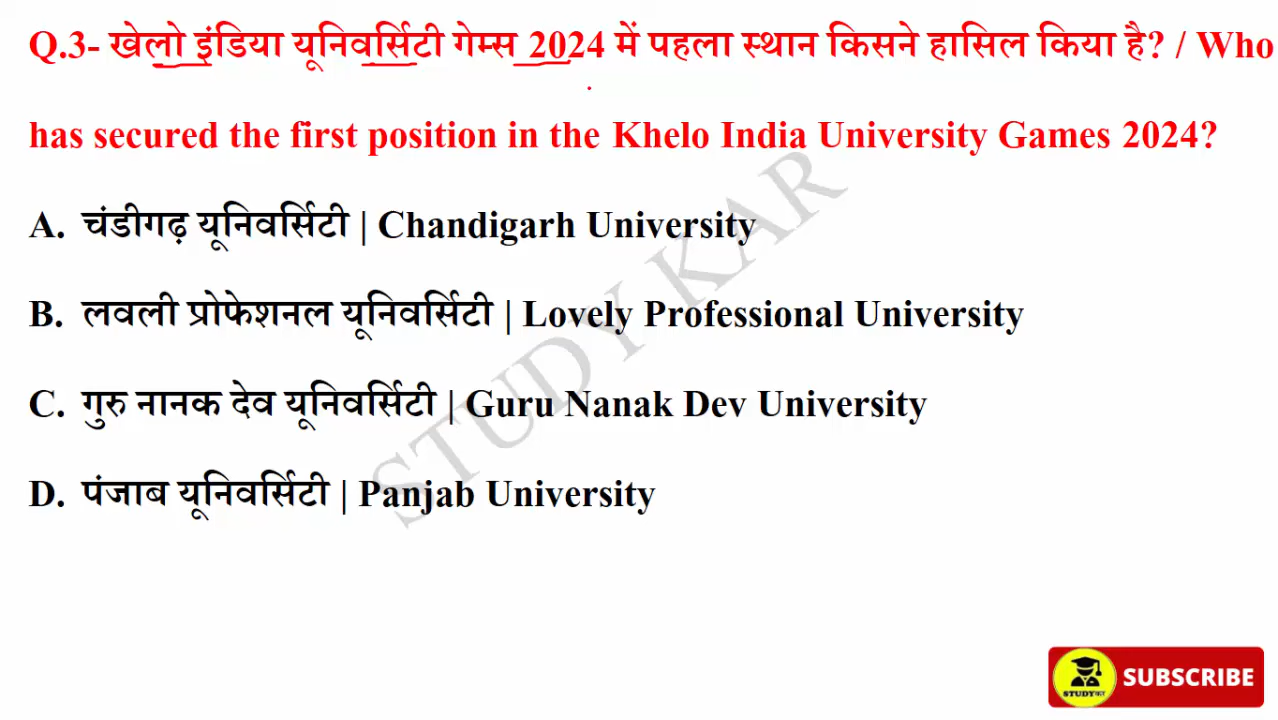 Q.3- खेलो इंडिया यूनिवर्सिटी गेम्स 2024 में पहला स्थान किसने हासिल किया है? / Who
has secured the first position in the Khelo India University Games 2024?
A. चंडीगढ़ यूनिवर्सिटी | Chandigarh University
B. लवली प्रोफेशनल यूनिवर्सिटी | Lovely Professional University
C. गुरु नानक देव यूनिवर्सिटी | Guru Nanak Dev University
D. पंजाब यूनिवर्सिटी | Panjab University
STUDY KAR
STUDYकर
SUBSCRIBE